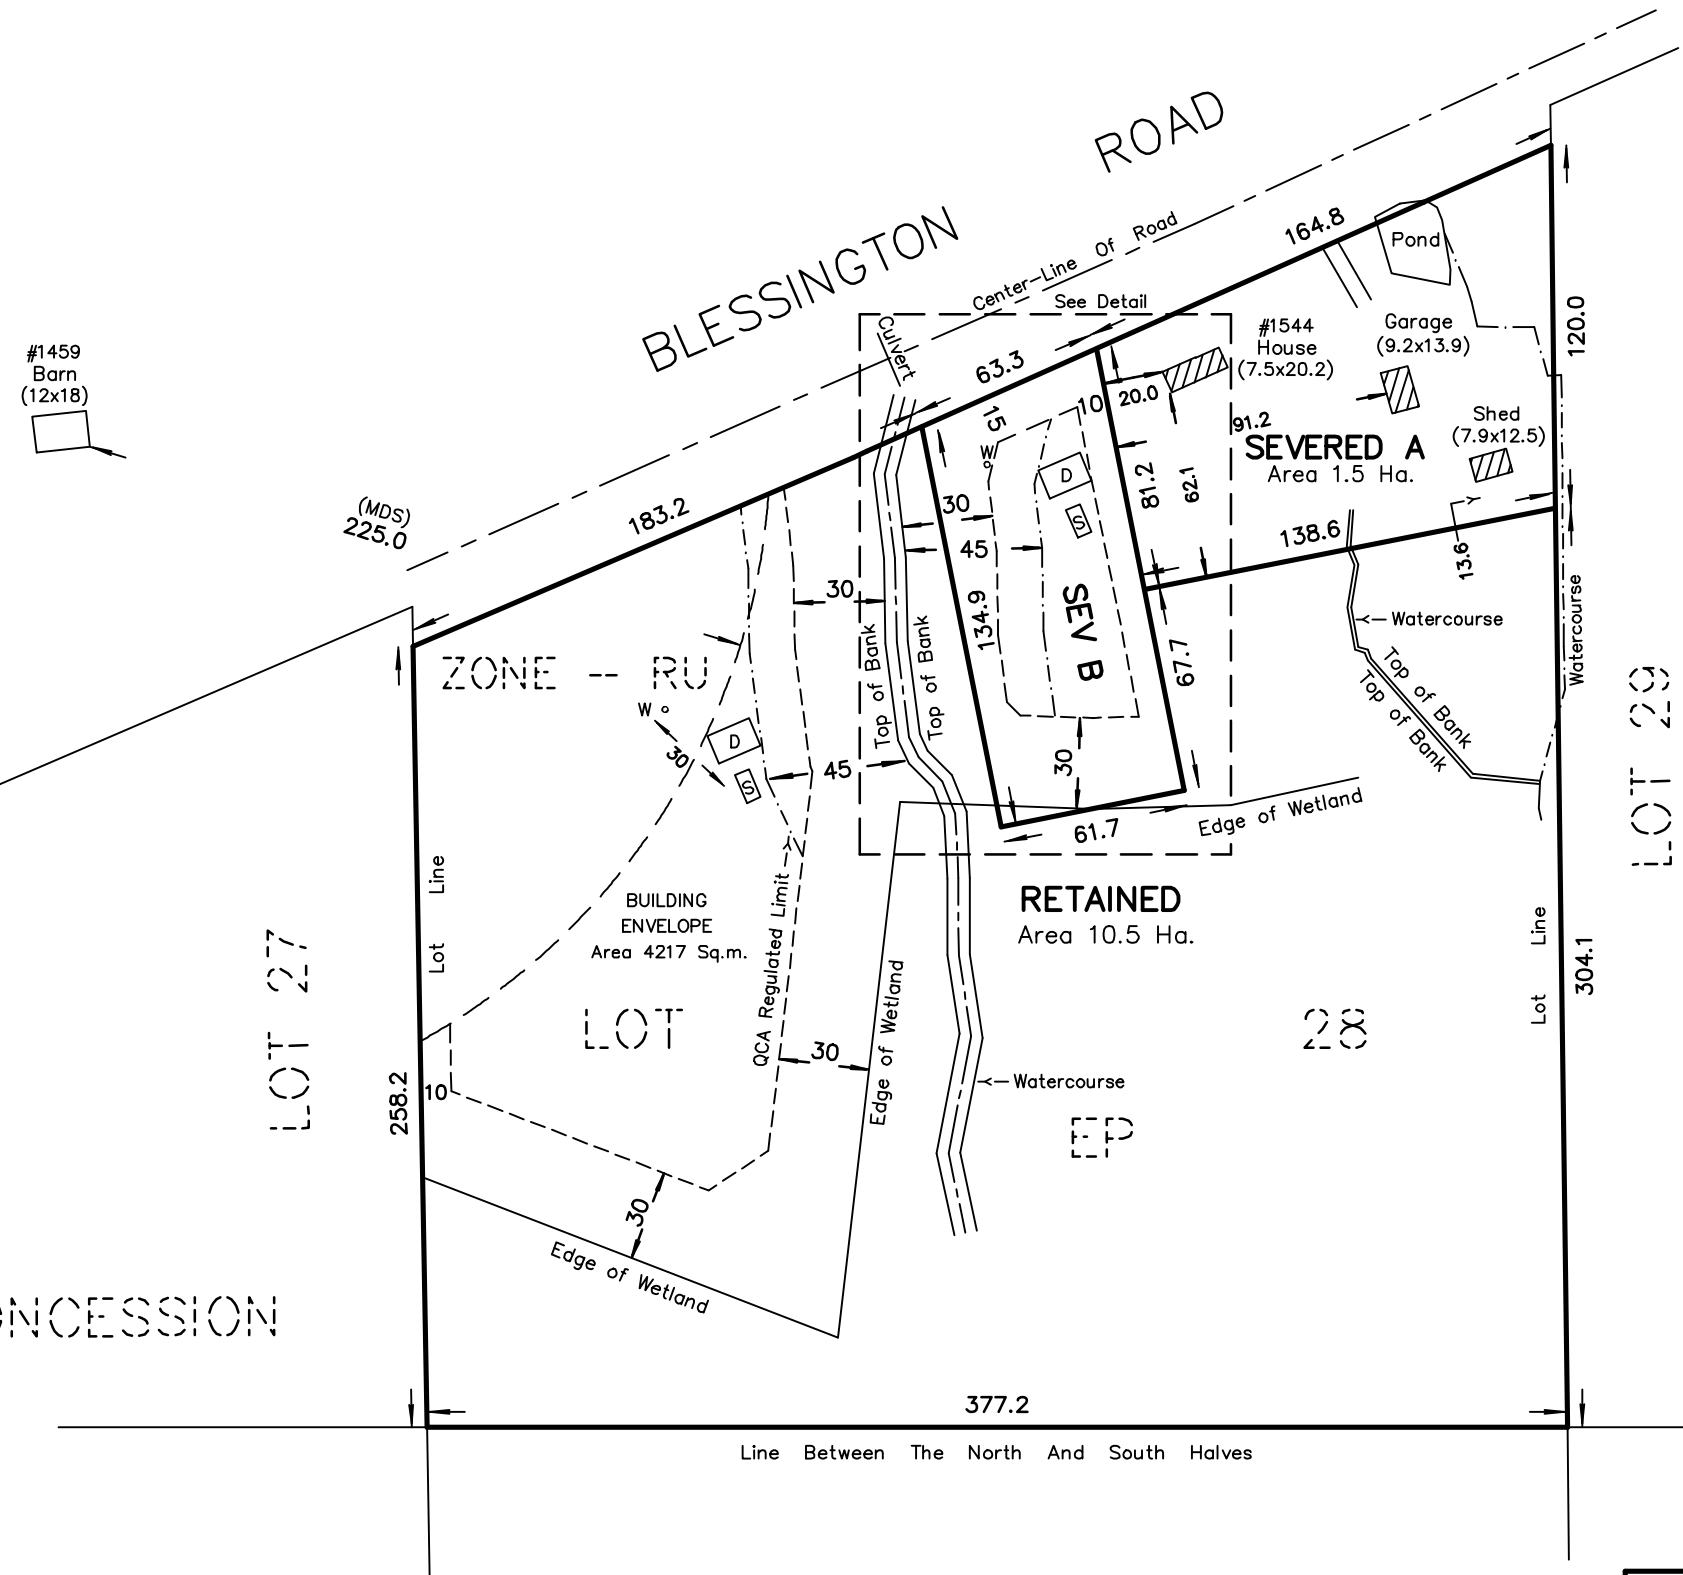 ROAD
BLESSINGTON
Center-Line Of Road
See Detail
164.8
Pond
120.0
#1544
House
(7.5x20.2)
Garage
(9.2x13.9)
Shed
(7.9x12.5)
#1459
Barn
(12x18)
Culvert
63.3
15
10
20.0
91.2
SEVERED A
Area 1.5 Ha.
W
D
S
30
45
81.2
62.1
138.6
13.6
(MDS)
225.0
183.2
30
134.9
SEV B
67.7
Watercourse
Watercourse
Top of Bank
Top of Bank
ZONE -- RU
W
D
S
30
45
Top of Bank
Top of Bank
30
61.7
Edge of Wetland
LOT 29
Lot Line
BUILDING
ENVELOPE
Area 4217 Sq.m.
QCA Regulated Limit
RETAINED
Area 10.5 Ha.
Lot Line
304.1
LOT 27
LOT
28
30
Edge of Wetland
Watercourse
258.2
10
EP
30
Edge of Wetland
ONCESSION
377.2
Line Between The North And South Halves